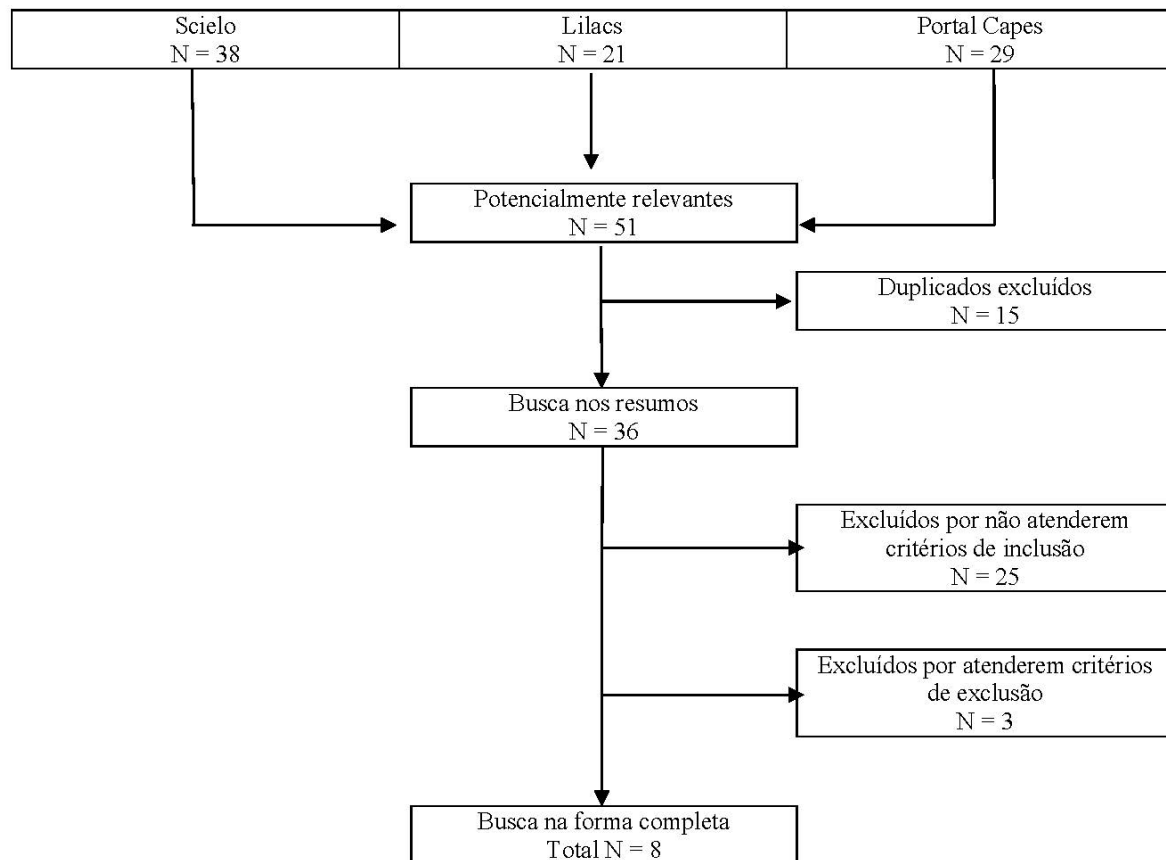 Scielo
N = 38
Lilacs
N = 21
Portal Capes
N = 29
Potencialmente relevantes
N = 51
Duplicados excluídos
N = 15
Busca nos resumos
N = 36
Excluídos por não atenderem
critérios de inclusão
N = 25
Excluídos por atenderem critérios
de exclusão
N = 3
Busca na forma completa
Total N = 8